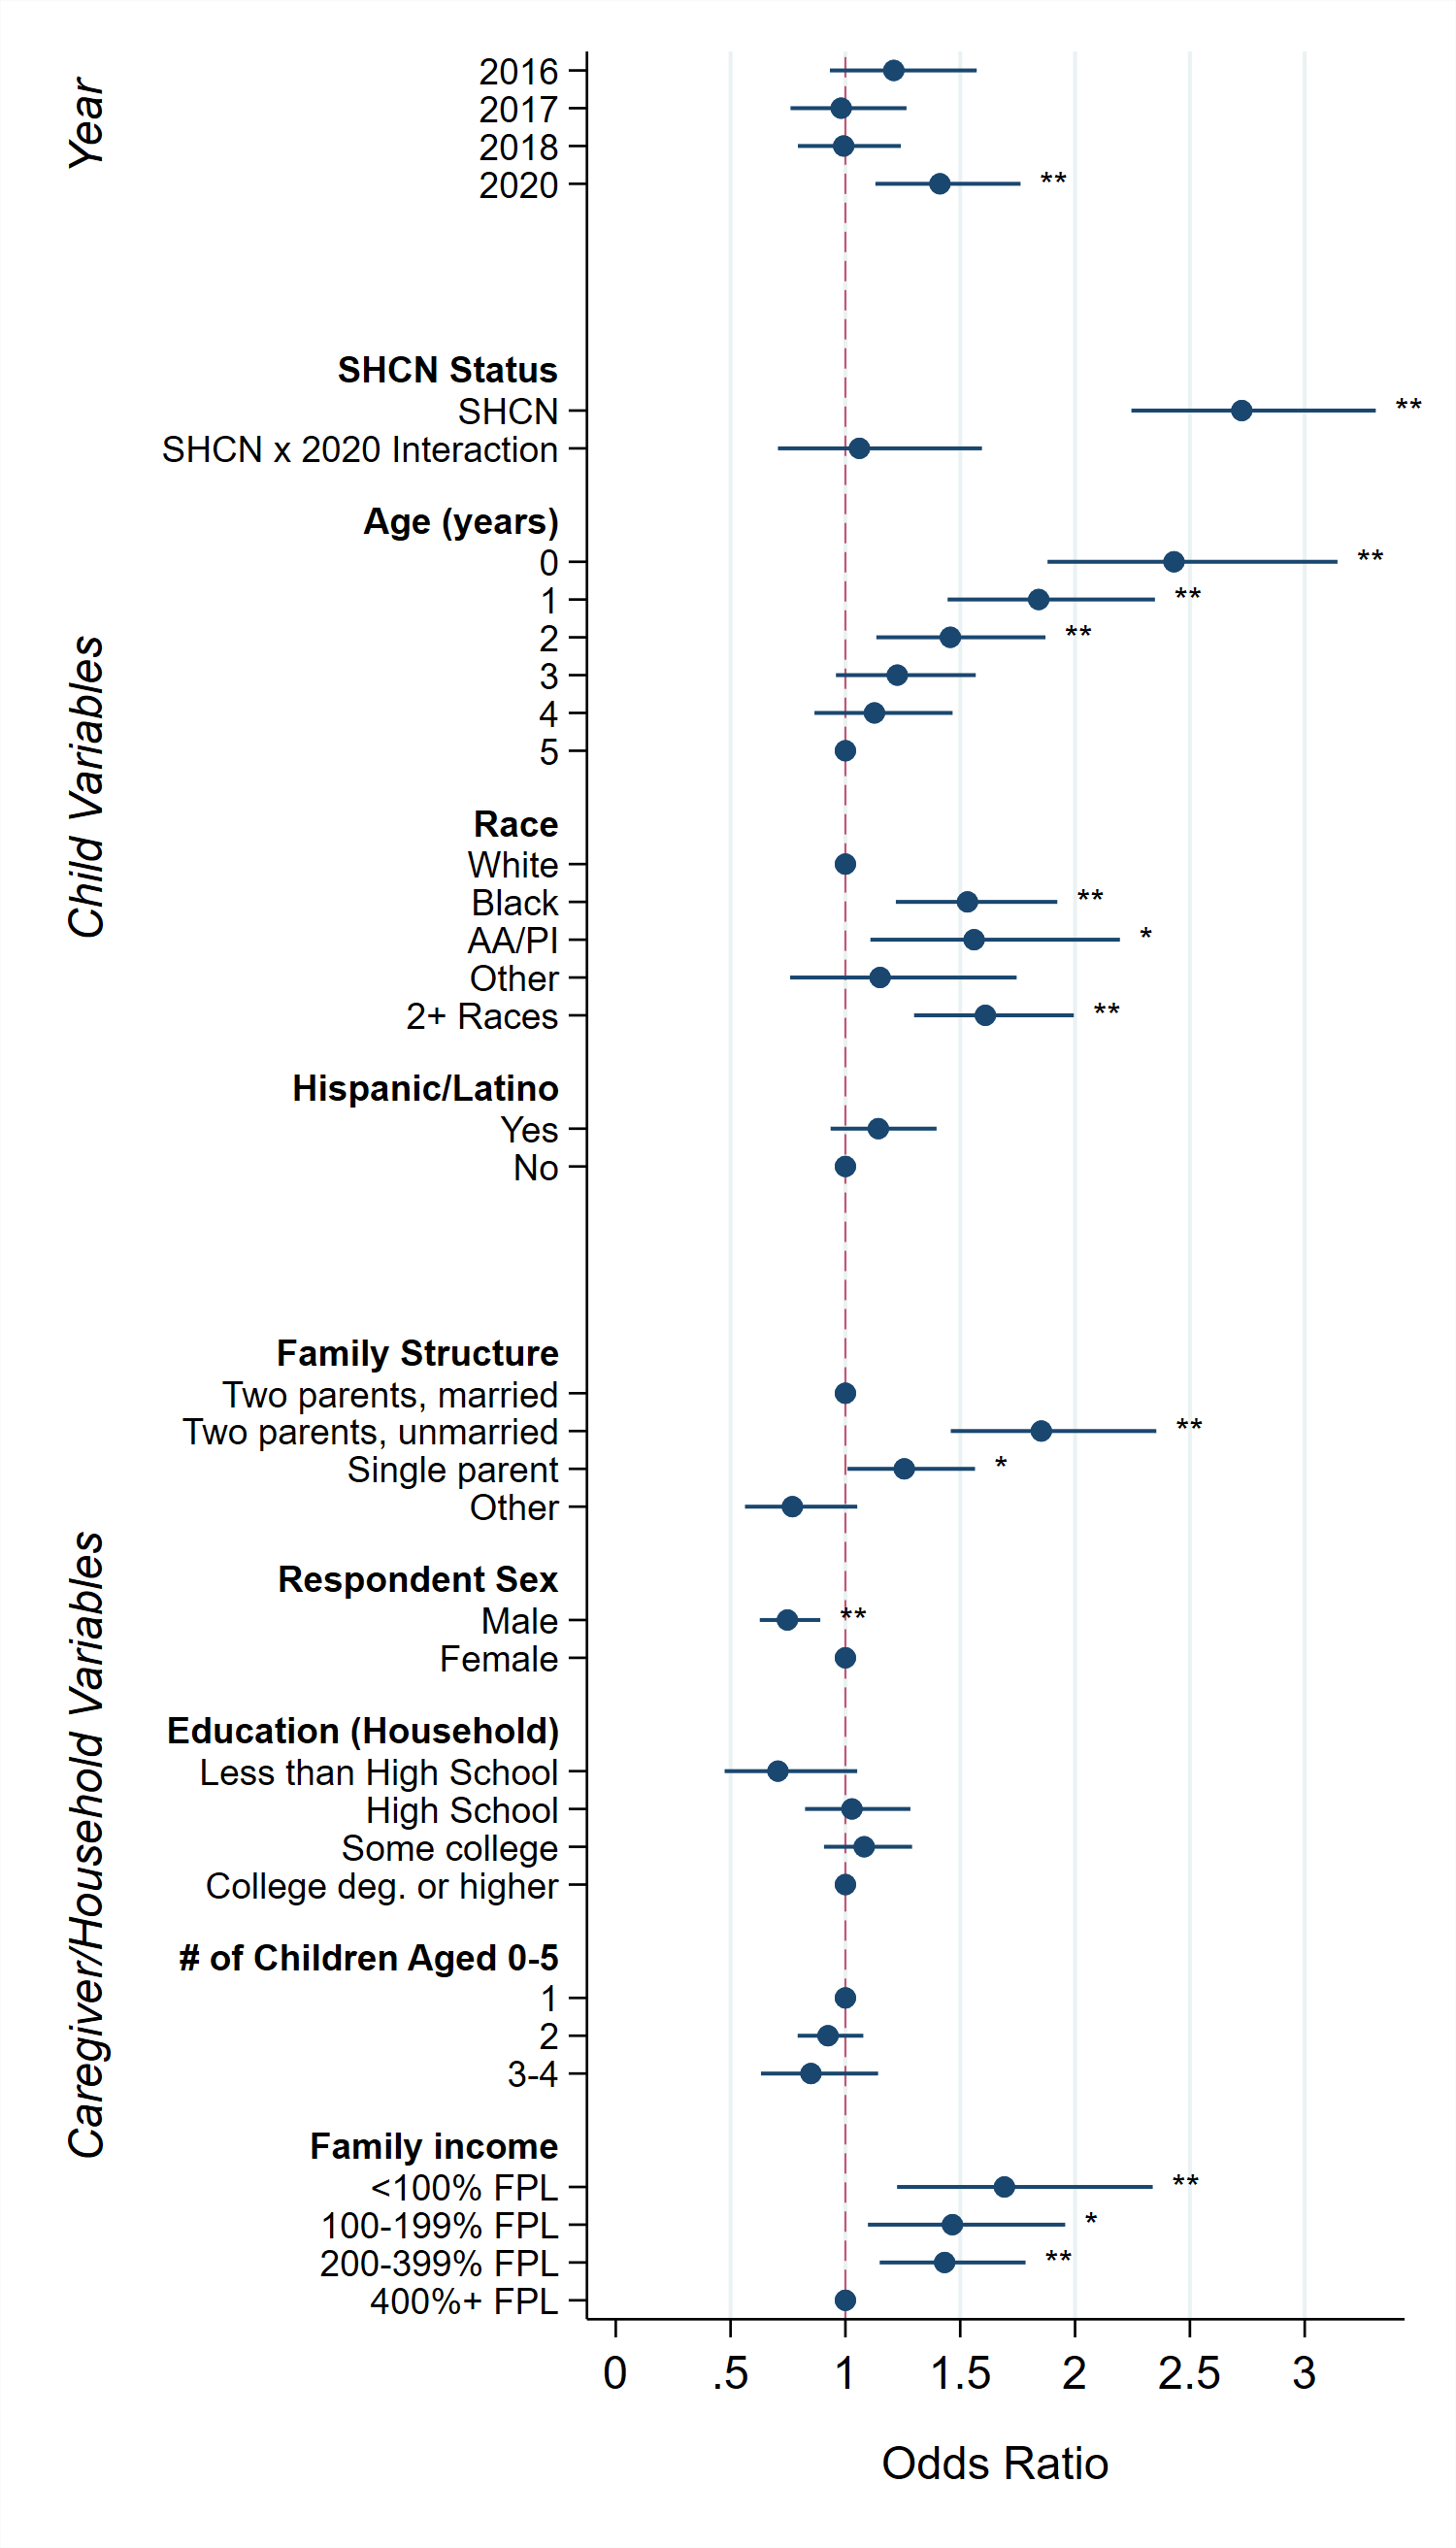 Year
2016
2017
2018
2020 **
Child Variables
SHCN Status
SHCN **
SHCN x 2020 Interaction
Age (years)
0 **
1 **
2 **
3
4
5
Race
White
Black **
AA/PI *
Other
2+ Races **
Hispanic/Latino
Yes
No
Caregiver/Household Variables
Family Structure
Two parents, married
Two parents, unmarried **
Single parent *
Other
Respondent Sex
Male **
Female
Education (Household)
Less than High School
High School
Some college
College deg. or higher
# of Children Aged 0-5
1
2
3-4
Family income
<100% FPL **
100-199% FPL *
200-399% FPL **
400%+ FPL
0 .5 1 1.5 2 2.5 3
Odds Ratio